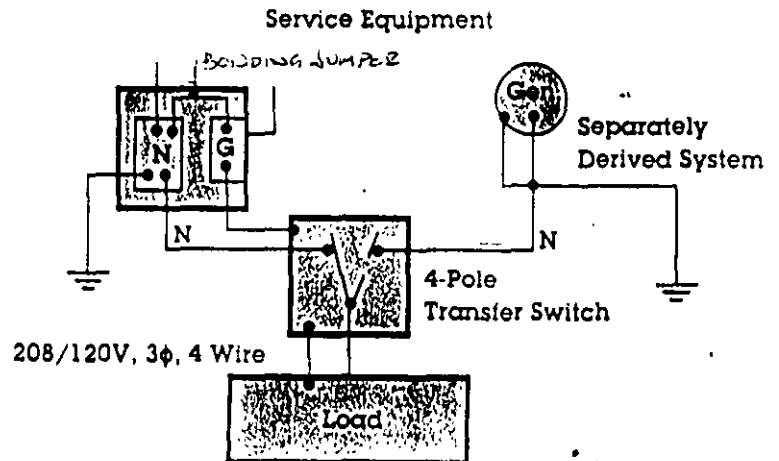 Service Equipment
BONDING JUMPER
Gen
N
G
Separately
Derived System
N
N
4-Pole
Transfer Switch
208/120V, 3ϕ, 4 Wire
Load